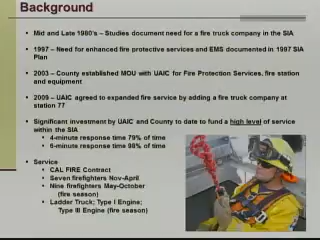 Background
Mid and Late 1980's – Studies document need for a fire truck company in the SIA
1997 – Need for enhanced fire protective services and EMS documented in 1997 SIA
Plan
2003 – County established MOU with UAIC for Fire Protection Services, fire station
and equipment
2009 – UAIC agreed to expanded fire service by adding a fire truck company at
station 77
Significant investment by UAIC and County to date to fund a high level of service
within the SIA
4-minute response time 79% of time
6-minute response time 98% of time
Service
CAL FIRE Contract
Seven firefighters Nov-April
Nine firefighters May-October
(fire season)
Ladder Truck; Type I Engine;
Type III Engine (fire season)